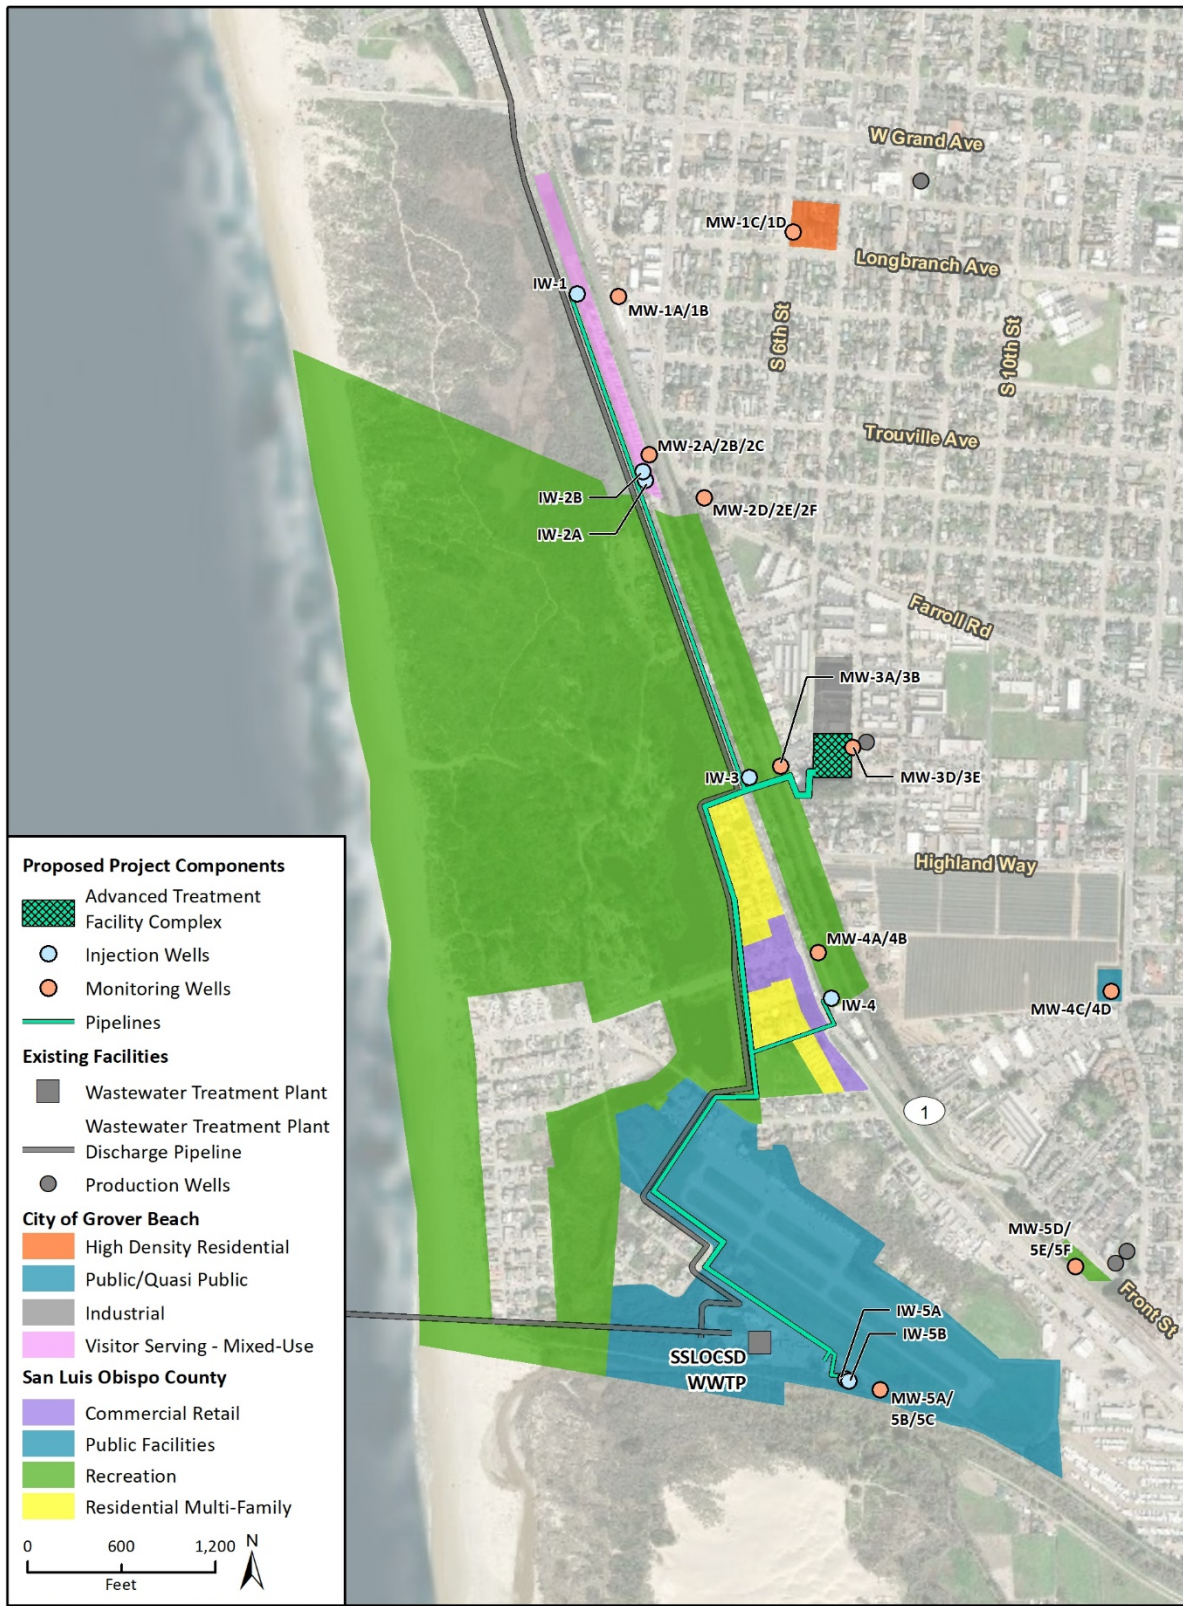 W Grand Ave
MW-1C/1D
Longbranch Ave
IW-1
MW-1A/1B
S 6th St
S 10th St
Trouville Ave
MW-2A/2B/2C
IW-2B
MW-2D/2E/2F
IW-2A
Farroll Rd
MW-3A/3B
IW-3
MW-3D/3E
Highland Way
MW-4A/4B
IW-4
MW-4C/4D
1
MW-5D/
5E/5F
Front St
IW-5A
IW-5B
SSLOCSD
WWTP
MW-5A/
5B/5C
Proposed Project Components
Advanced Treatment
Facility Complex
Injection Wells
Monitoring Wells
Pipelines
Existing Facilities
Wastewater Treatment Plant
Wastewater Treatment Plant
Discharge Pipeline
Production Wells
City of Grover Beach
High Density Residential
Public/Quasi Public
Industrial
Visitor Serving - Mixed-Use
San Luis Obispo County
Commercial Retail
Public Facilities
Recreation
Residential Multi-Family
0 600 1,200
Feet
N